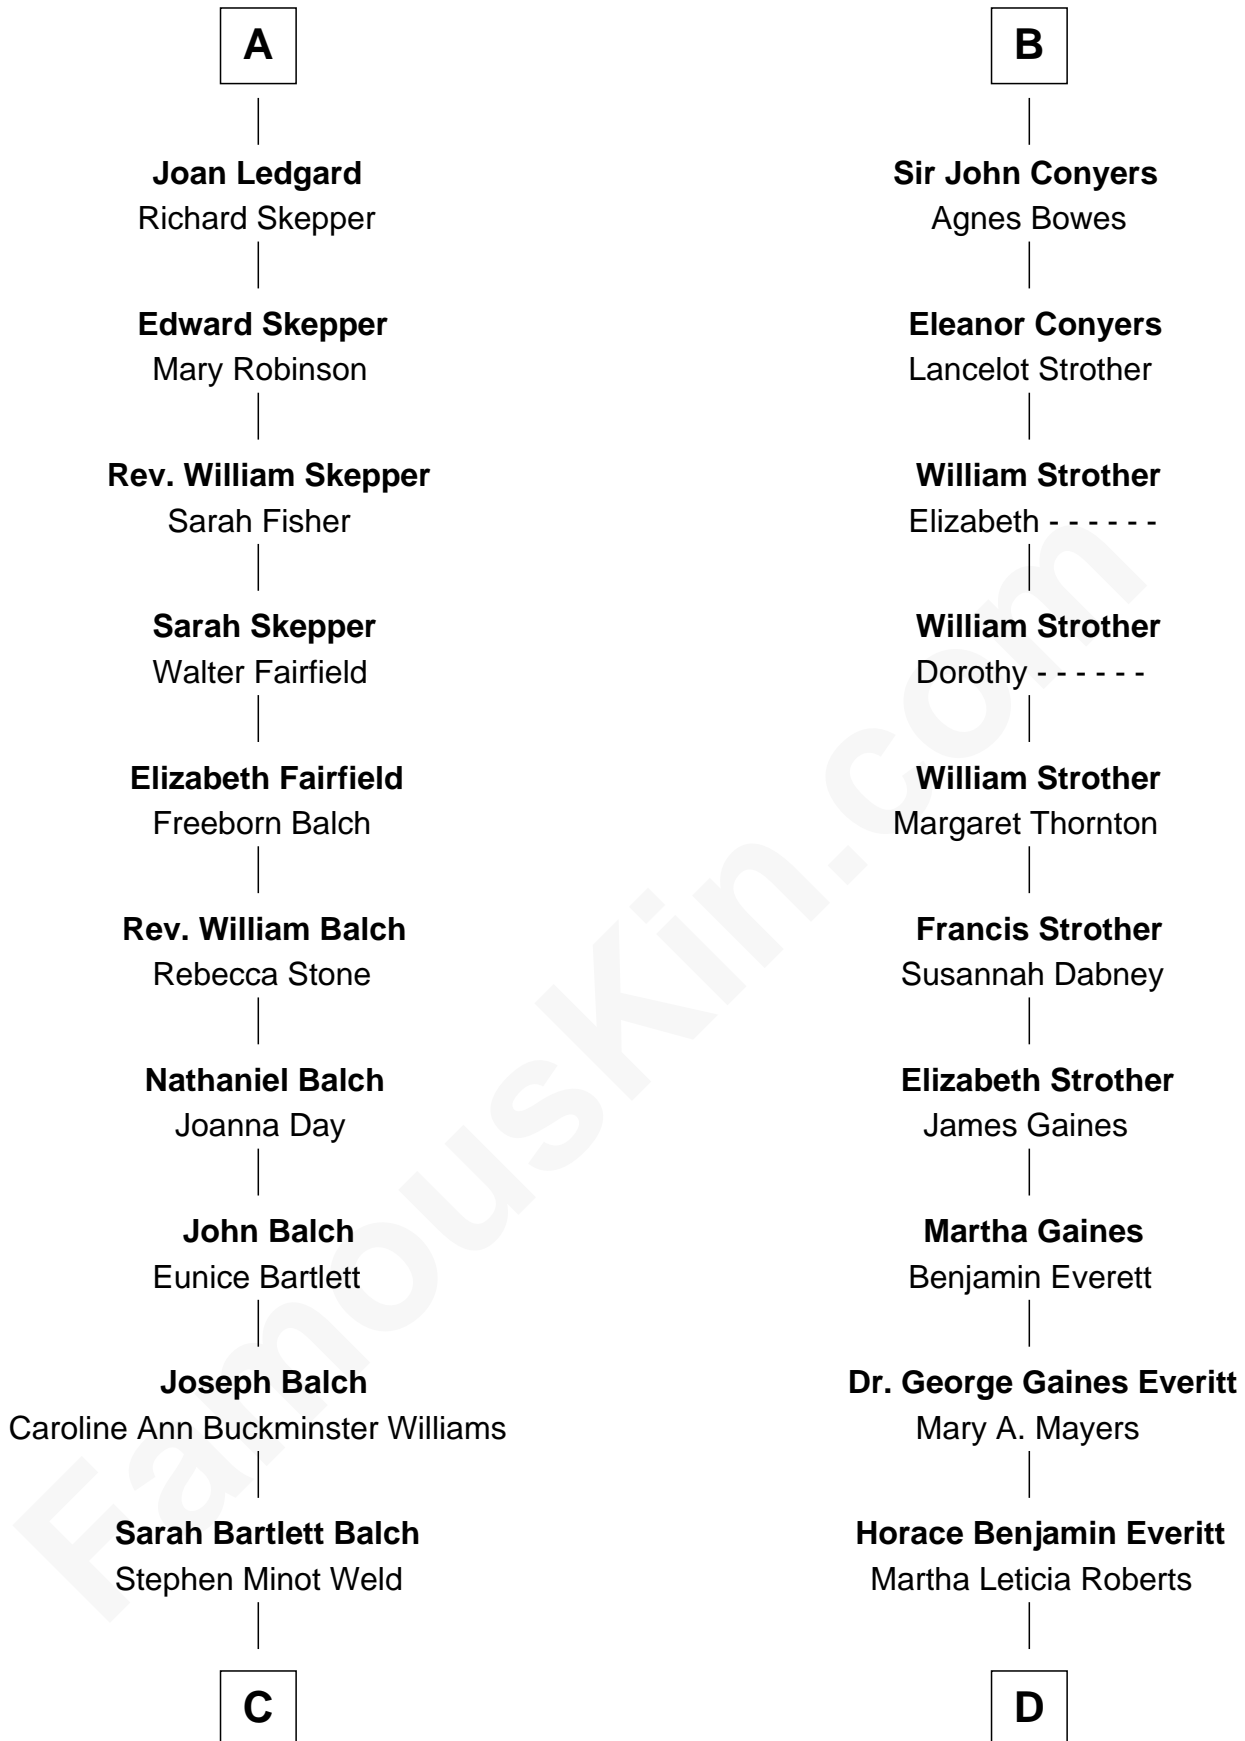 A
Joan Ledgard
Richard Skepper
Edward Skepper
Mary Robinson
Rev. William Skepper
Sarah Fisher
Sarah Skepper
Walter Fairfield
Elizabeth Fairfield
Freeborn Balch
Rev. William Balch
Rebecca Stone
Nathaniel Balch
Joanna Day
John Balch
Eunice Bartlett
Joseph Balch
Caroline Ann Buckminster Williams
Sarah Bartlett Balch
Stephen Minot Weld
C
B
Sir John Conyers
Agnes Bowes
Eleanor Conyers
Lancelot Strother
William Strother
Elizabeth - - - - - -
William Strother
Dorothy - - - - - -
William Strother
Margaret Thornton
Francis Strother
Susannah Dabney
Elizabeth Strother
James Gaines
Martha Gaines
Benjamin Everett
Dr. George Gaines Everitt
Mary A. Mayers
Horace Benjamin Everitt
Martha Leticia Roberts
D
FamousKin.com